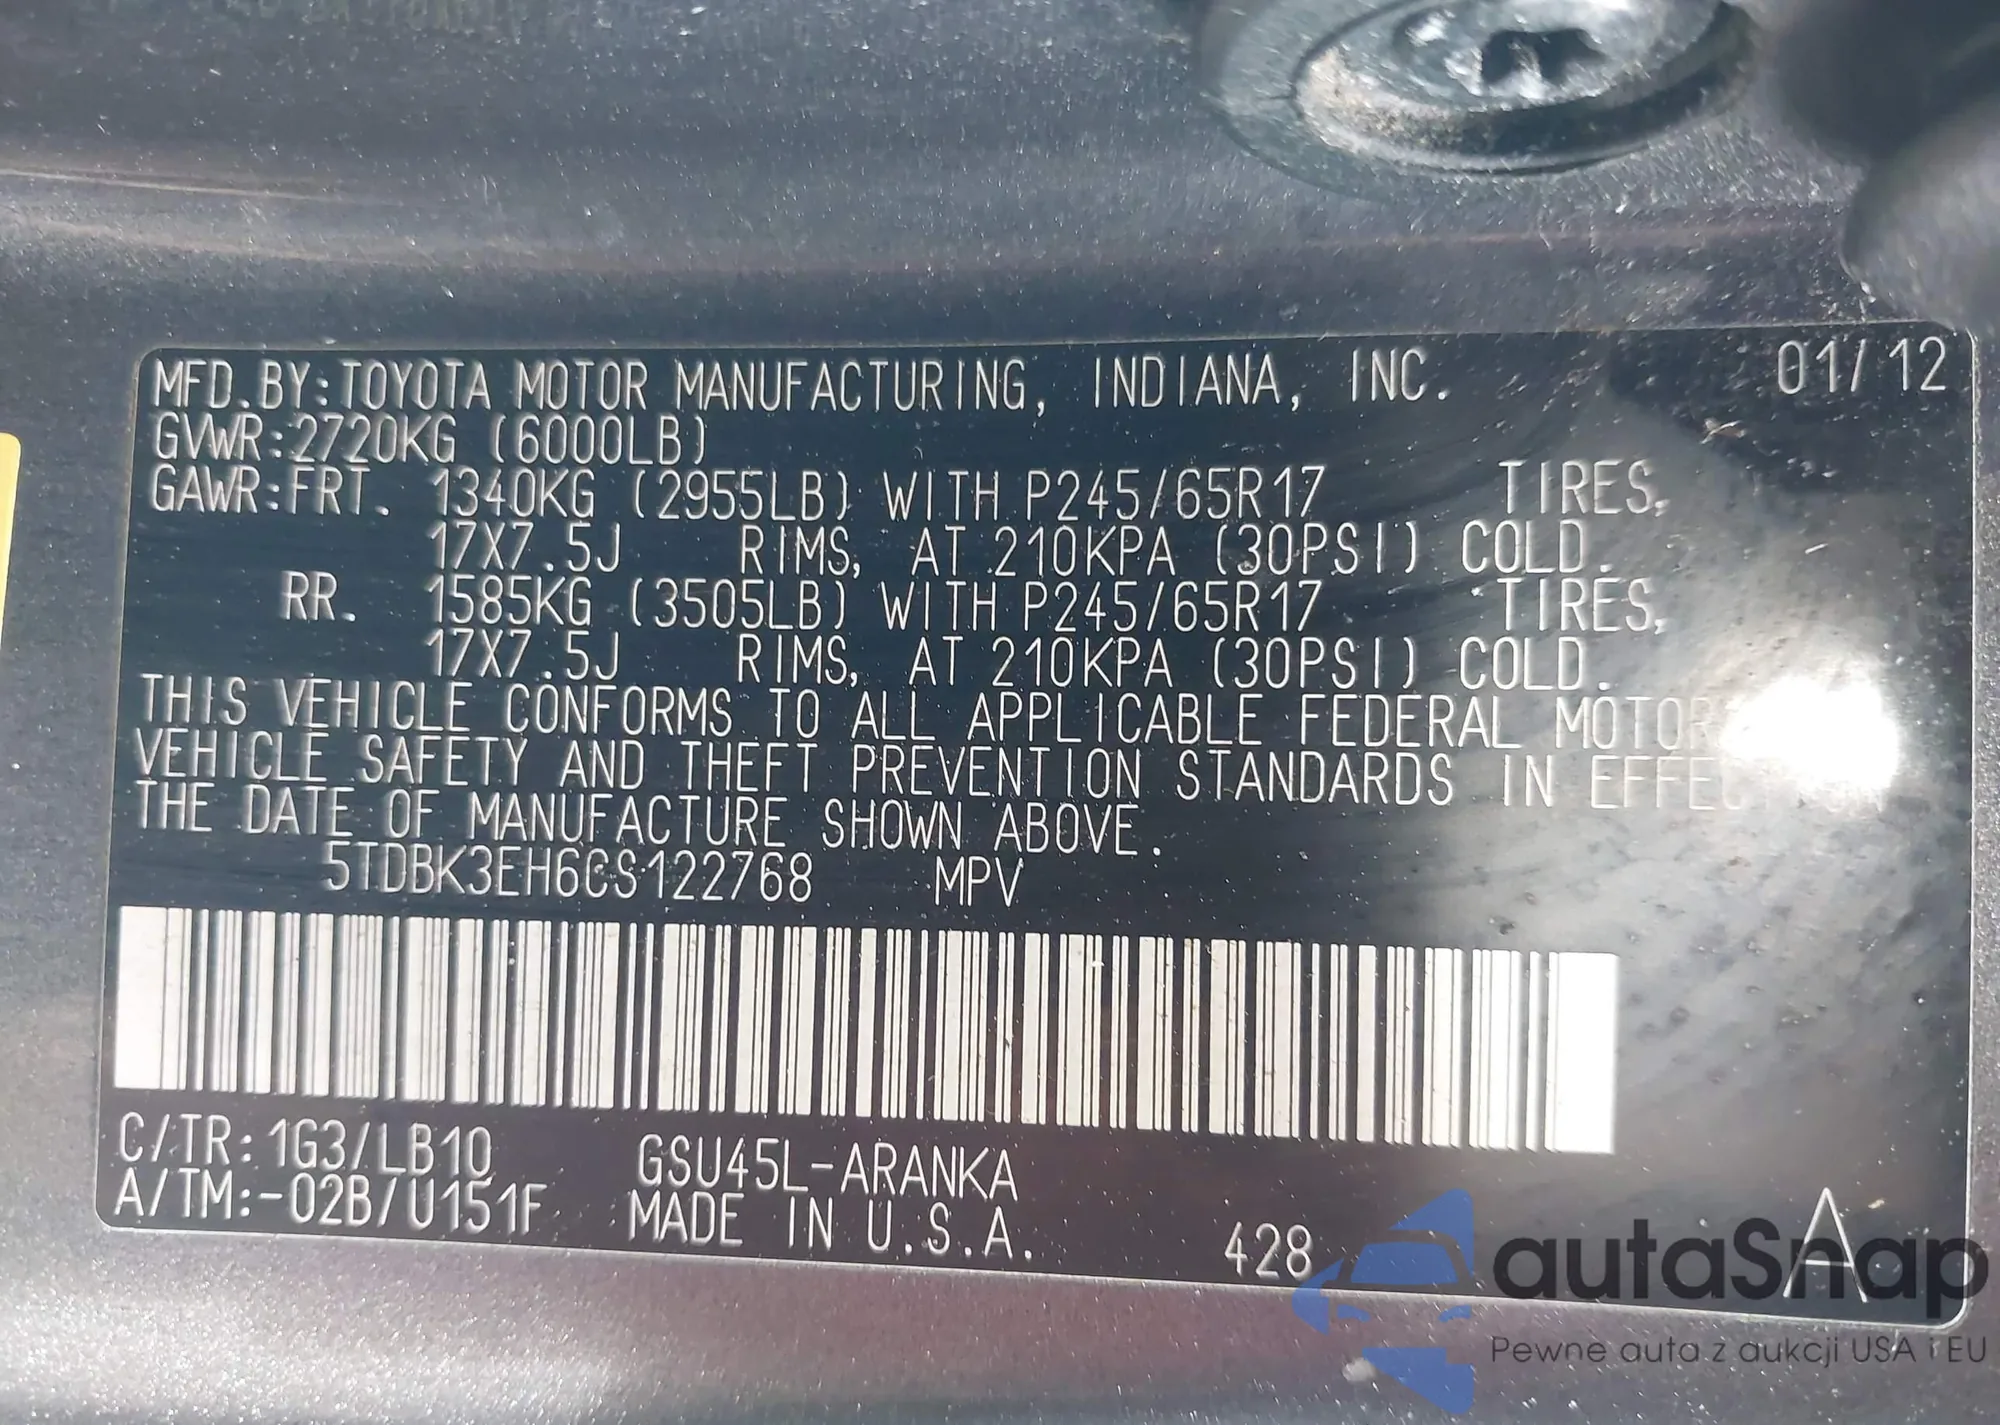 MFD. BY: TOYOTA MOTOR MANUFACTURING, INDIANA, INC. 01/12
GVWR: 2720KG (6000LB)
GAWR: FRT. 1340KG (2955LB) WITH P245/65R17 TIRES,
17X7.5J RIMS, AT 210KPA (30PSI) COLD.
RR. 1585KG (3505LB) WITH P245/65R17 TIRES,
17X7.5J RIMS, AT 210KPA (30PSI) COLD.
THIS VEHICLE CONFORMS TO ALL APPLICABLE FEDERAL MOTOR
VEHICLE SAFETY AND THEFT PREVENTION STANDARDS IN EFFECT ON
THE DATE OF MANUFACTURE SHOWN ABOVE.
5TDBK3EH6CS122768 MPV
C/TR: 1G3/LB10 GSU45L-ARANKA
A/TM: -02B/U151F MADE IN U.S.A. 428 A
autaSnap
Pewne auta z aukcji USA i EU